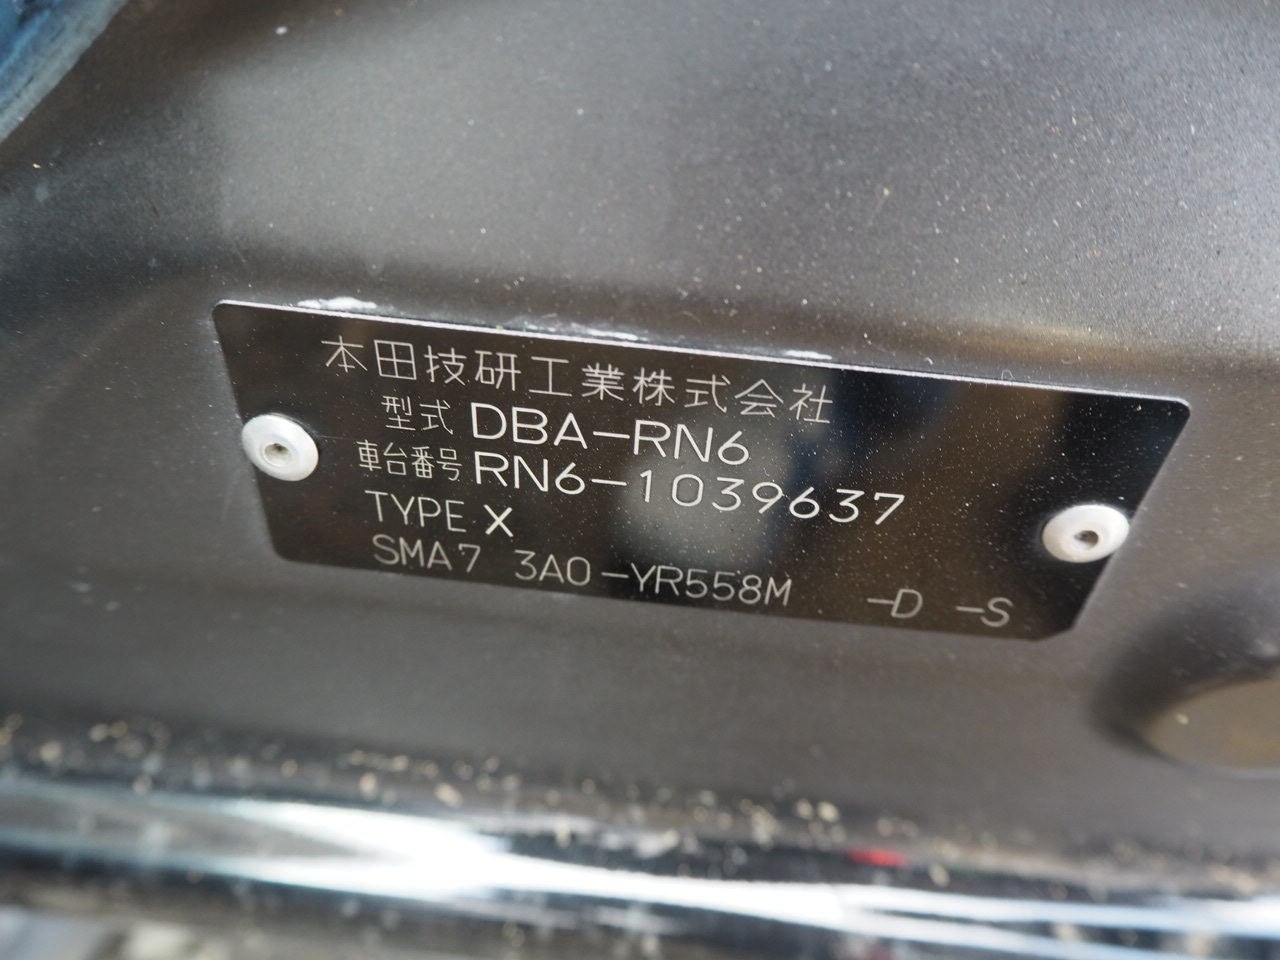 本田技研工業株式会社
型式 DBA-RN6
車台番号 RN6-1039637
TYPE X
SMA7 3A0-YR558M -D -S